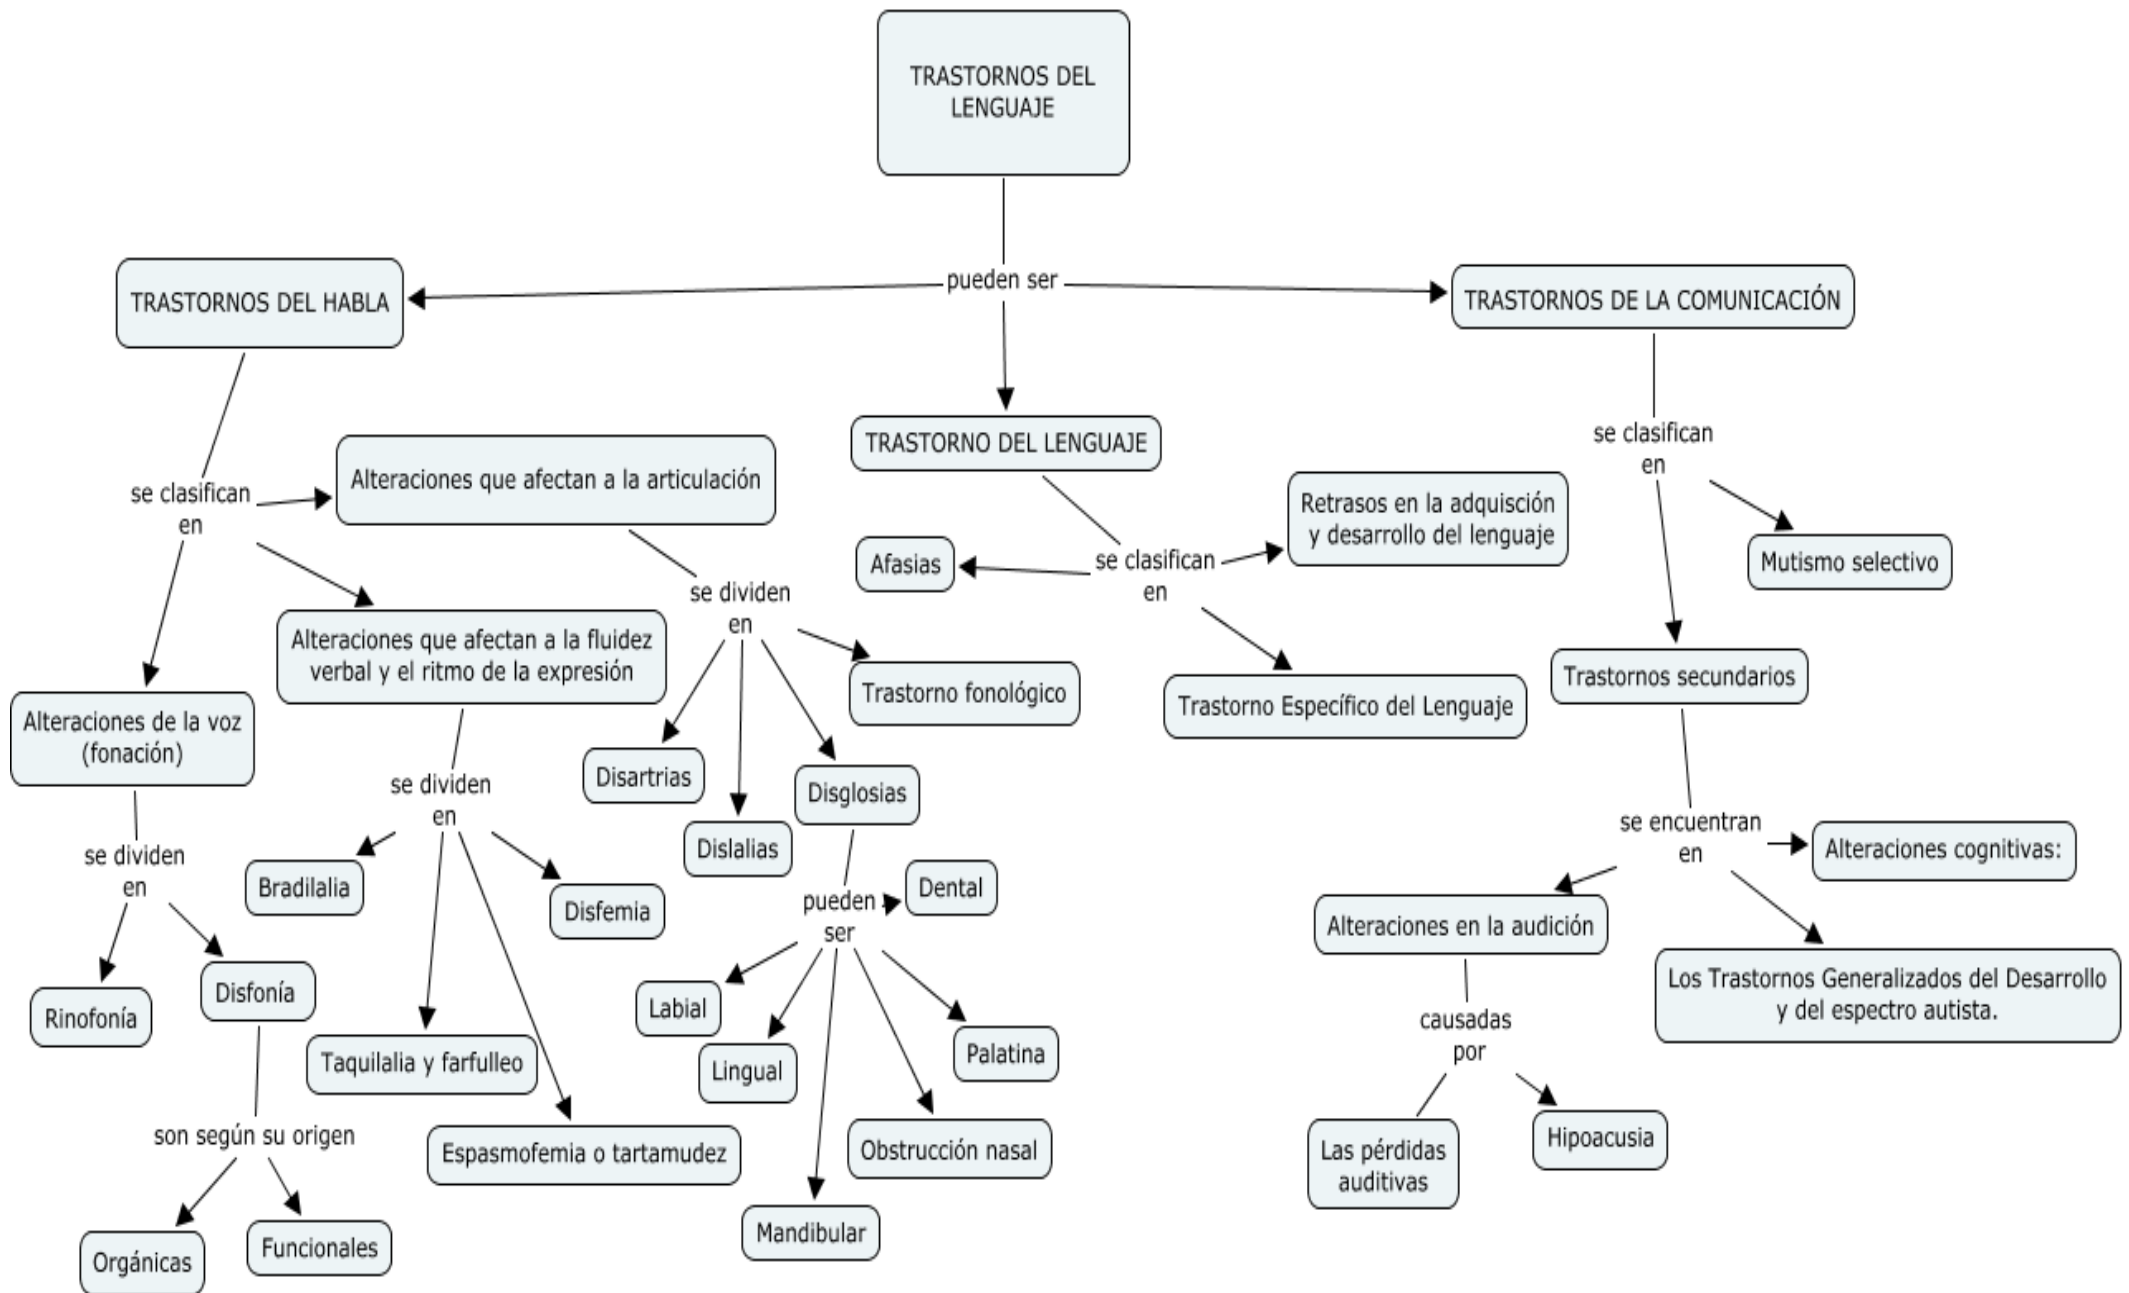 TRASTORNOS DEL
LENGUAJE
pueden ser
TRASTORNOS DEL HABLA
TRASTORNOS DE LA COMUNICACIÓN
TRASTORNO DEL LENGUAJE
se clasifican
en
Alteraciones que afectan a la articulación
Alteraciones que afectan a la fluidez
verbal y el ritmo de la expresión
Alteraciones de la voz
(fonación)
se dividen
en
Rinofonía
Disfonía
son según su origen
Orgánicas
Funcionales
se dividen
en
Bradilalia
Disfemia
Taquilalia y farfulleo
Espasmofemia o tartamudez
se dividen
en
Trastorno fonológico
Disartrias
Dislalias
Disglosias
pueden
ser
Dental
Labial
Lingual
Palatina
Obstrucción nasal
Mandibular
se clasifican
en
Afasias
Retrasos en la adquisción
y desarrollo del lenguaje
Trastorno Específico del Lenguaje
se clasifican
en
Mutismo selectivo
Trastornos secundarios
se encuentran
en
Alteraciones cognitivas:
Alteraciones en la audición
Los Trastornos Generalizados del Desarrollo
y del espectro autista.
causadas
por
Las pérdidas
auditivas
Hipoacusia